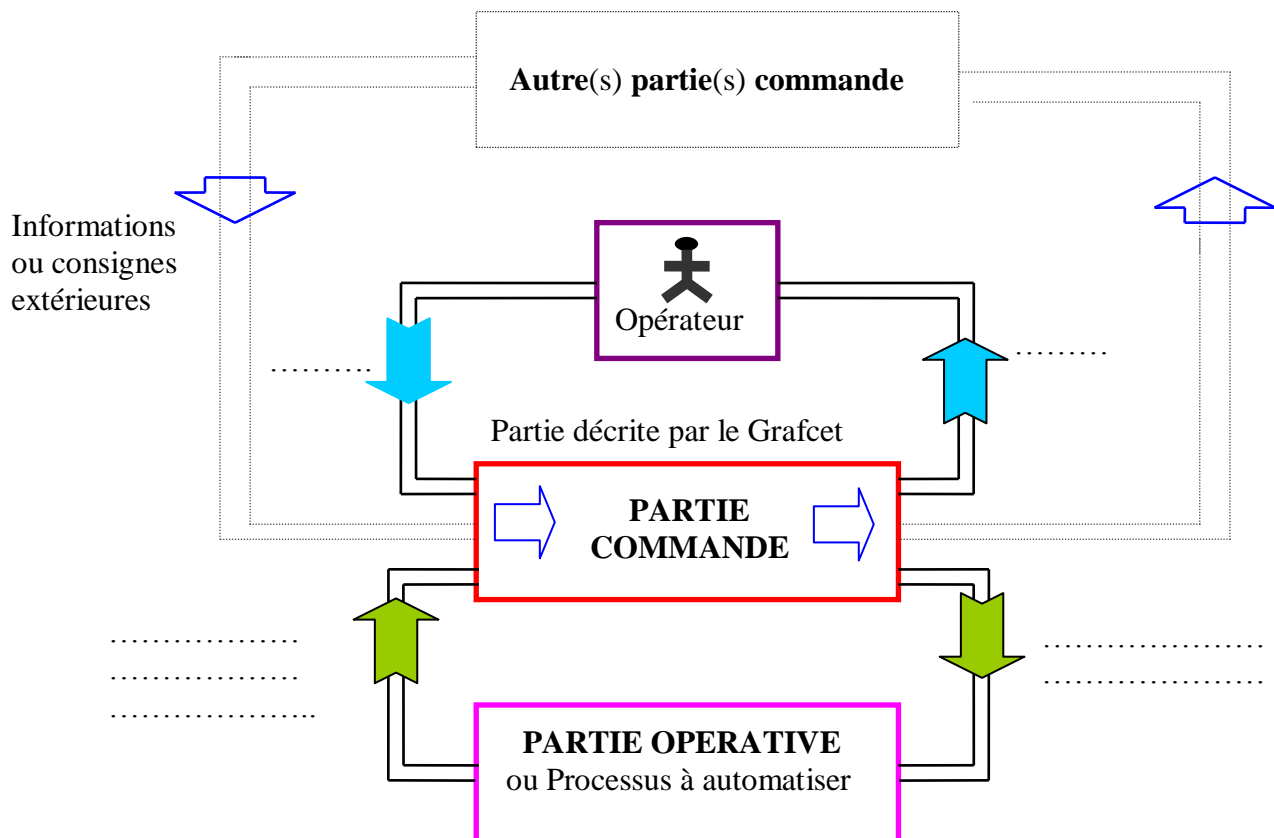 Autre(s) partie(s) commande
Informations
ou consignes
extérieures
Opérateur
..........
.........
Partie décrite par le Grafcet
PARTIE
COMMANDE
...................
...................
.....................
......................
......................
PARTIE OPERATIVE
ou Processus à automatiser